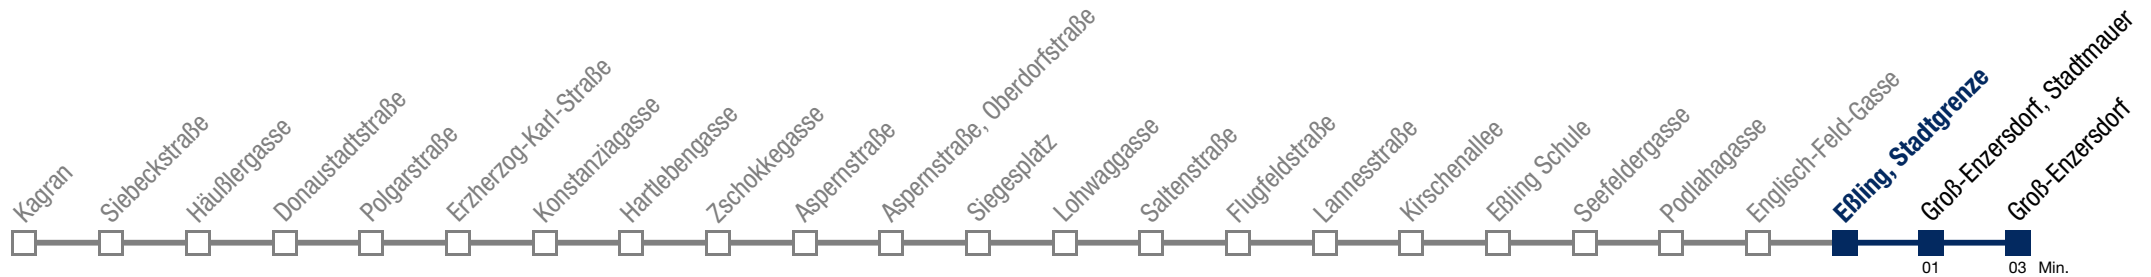 Kagran
Siebeckstraße
Häußlergasse
Donaustadtstraße
Polgarstraße
Erzherzog-Karl-Straße
Konstanziagasse
Hartlebengasse
Zschokkegasse
Aspernstraße
Aspernstraße, Oberdorfstraße
Siegesplatz
Lohwaggasse
Saltenstraße
Flugfeldstraße
Lannesstraße
Kirschenallee
Eßling Schule
Seefeldergasse
Podlahagasse
Englisch-Feld-Gasse
Eßling, Stadtgrenze
Groß-Enzersdorf, Stadtmauer
Groß-Enzersdorf
01 03 Min.